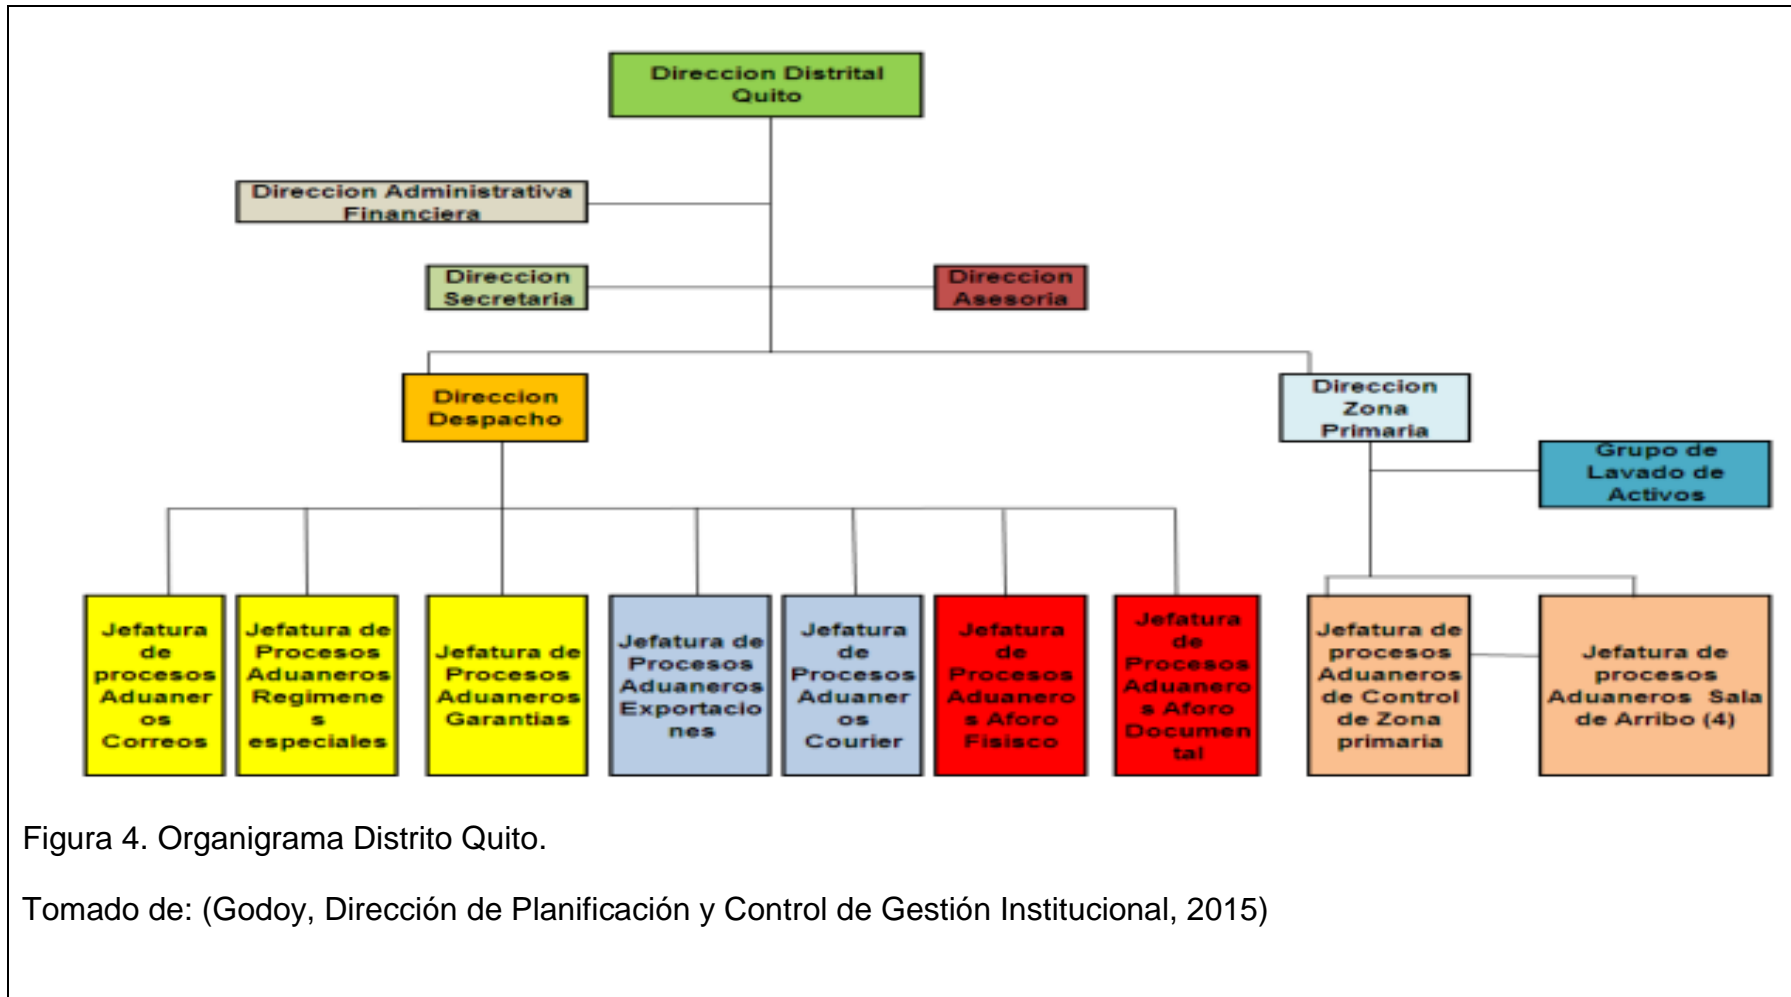 Direccion Distrital
Quito
Direccion Administrativa
Financiera
Direccion
Secretaria
Direccion
Asesoria
Direccion
Despacho
Direccion
Zona
Primaria
Grupo de
Lavado de
Activos
Jefatura
de
procesos
Aduaner
os
Correos
Jefatura de
Procesos
Aduaneros
Regimene
s
especiales
Jefatura de
Procesos
Aduaneros
Garantias
Jefatura de
Procesos
Aduaneros
Exportacio
nes
Jefatura
de
Procesos
Aduaner
os
Courier
Jefatura
de
Procesos
Aduanero
s Aforo
Fisisco
Jefatura
de
Procesos
Aduanero
s Aforo
Documen
tal
Jefatura de
procesos
Aduaneros
de Control
de Zona
primaria
Jefatura de
procesos
Aduaneros Sala
de Arribo (4)
Figura 4. Organigrama Distrito Quito.
Tomado de: (Godoy, Dirección de Planificación y Control de Gestión Institucional, 2015)